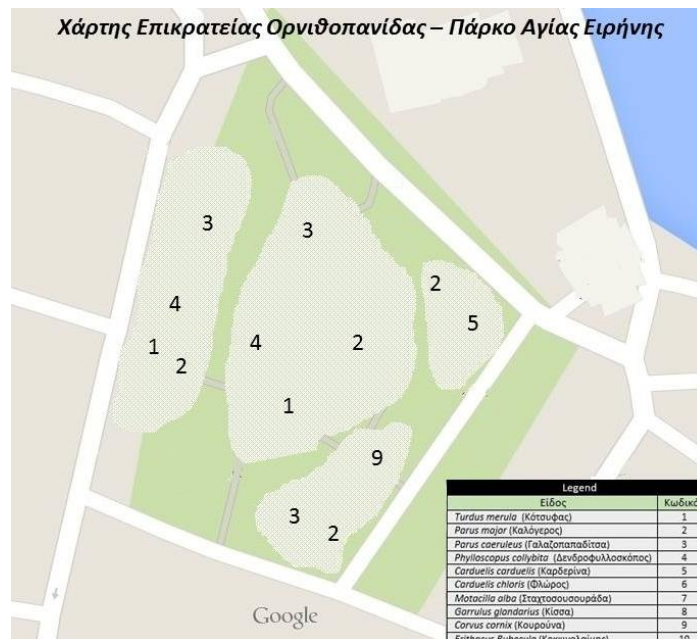 Χάρτης Επικρατείας Ορνιθοπανίδας – Πάρκο Αγίας Ειρήνης
3
3
2
4
5
4
2
1
2
1
9
3
2
Google
Legend
Είδος Κωδικό
Turdus merula (Κότσυφας) 1
Parus major (Καλόγερος) 2
Parus caeruleus (Γαλαζοπαπαδίτσα) 3
Phylloscopus collybita (Δενδροφυλλοσκόπος) 4
Carduelis carduelis (Καρδερίνα) 5
Carduelis chloris (Φλώρος) 6
Motacilla alba (Σταχτοσουσουράδα) 7
Garrulus glandarius (Κίσσα) 8
Corvus cornix (Κουρούνα) 9